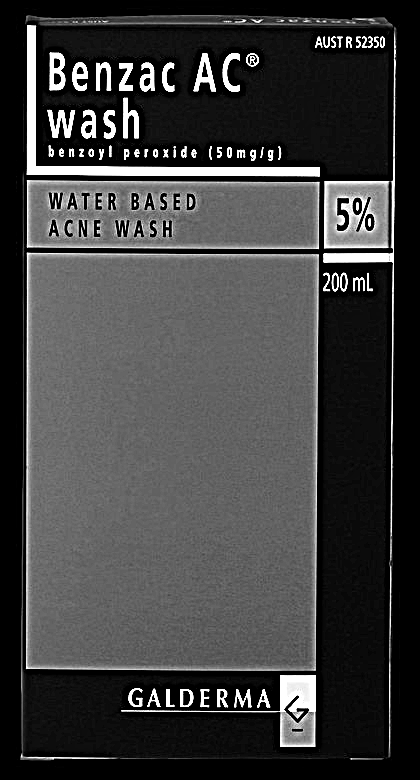 AUST R 52350
Benzac AC®
wash
benzoyl peroxide (50mg/g)
WATER BASED
ACNE WASH
5%
200 mL
GALDERMA